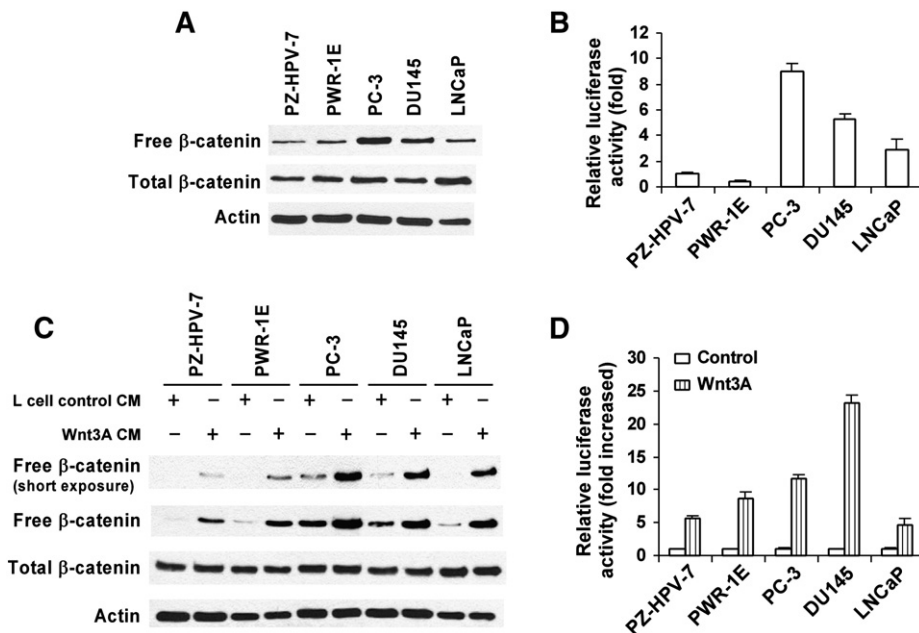 A
PZ-HPV-7
PWR-1E
PC-3
DU145
LNCaP
Free β-catenin
Total β-catenin
Actin
B
Relative luciferase
activity (fold)
12
10
8
6
4
2
0
PZ-HPV-7
PWR-1E
PC-3
DU145
LNCaP
C
PZ-HPV-7
PWR-1E
PC-3
DU145
LNCaP
L cell control CM + – + – + – + – + –
Wnt3A CM – + – + – + – + – +
Free β-catenin
(short exposure)
Free β-catenin
Total β-catenin
Actin
D
Relative luciferase
activity (fold increased)
30
25
20
15
10
5
0
Control
Wnt3A
PZ-HPV-7
PWR-1E
PC-3
DU145
LNCaP